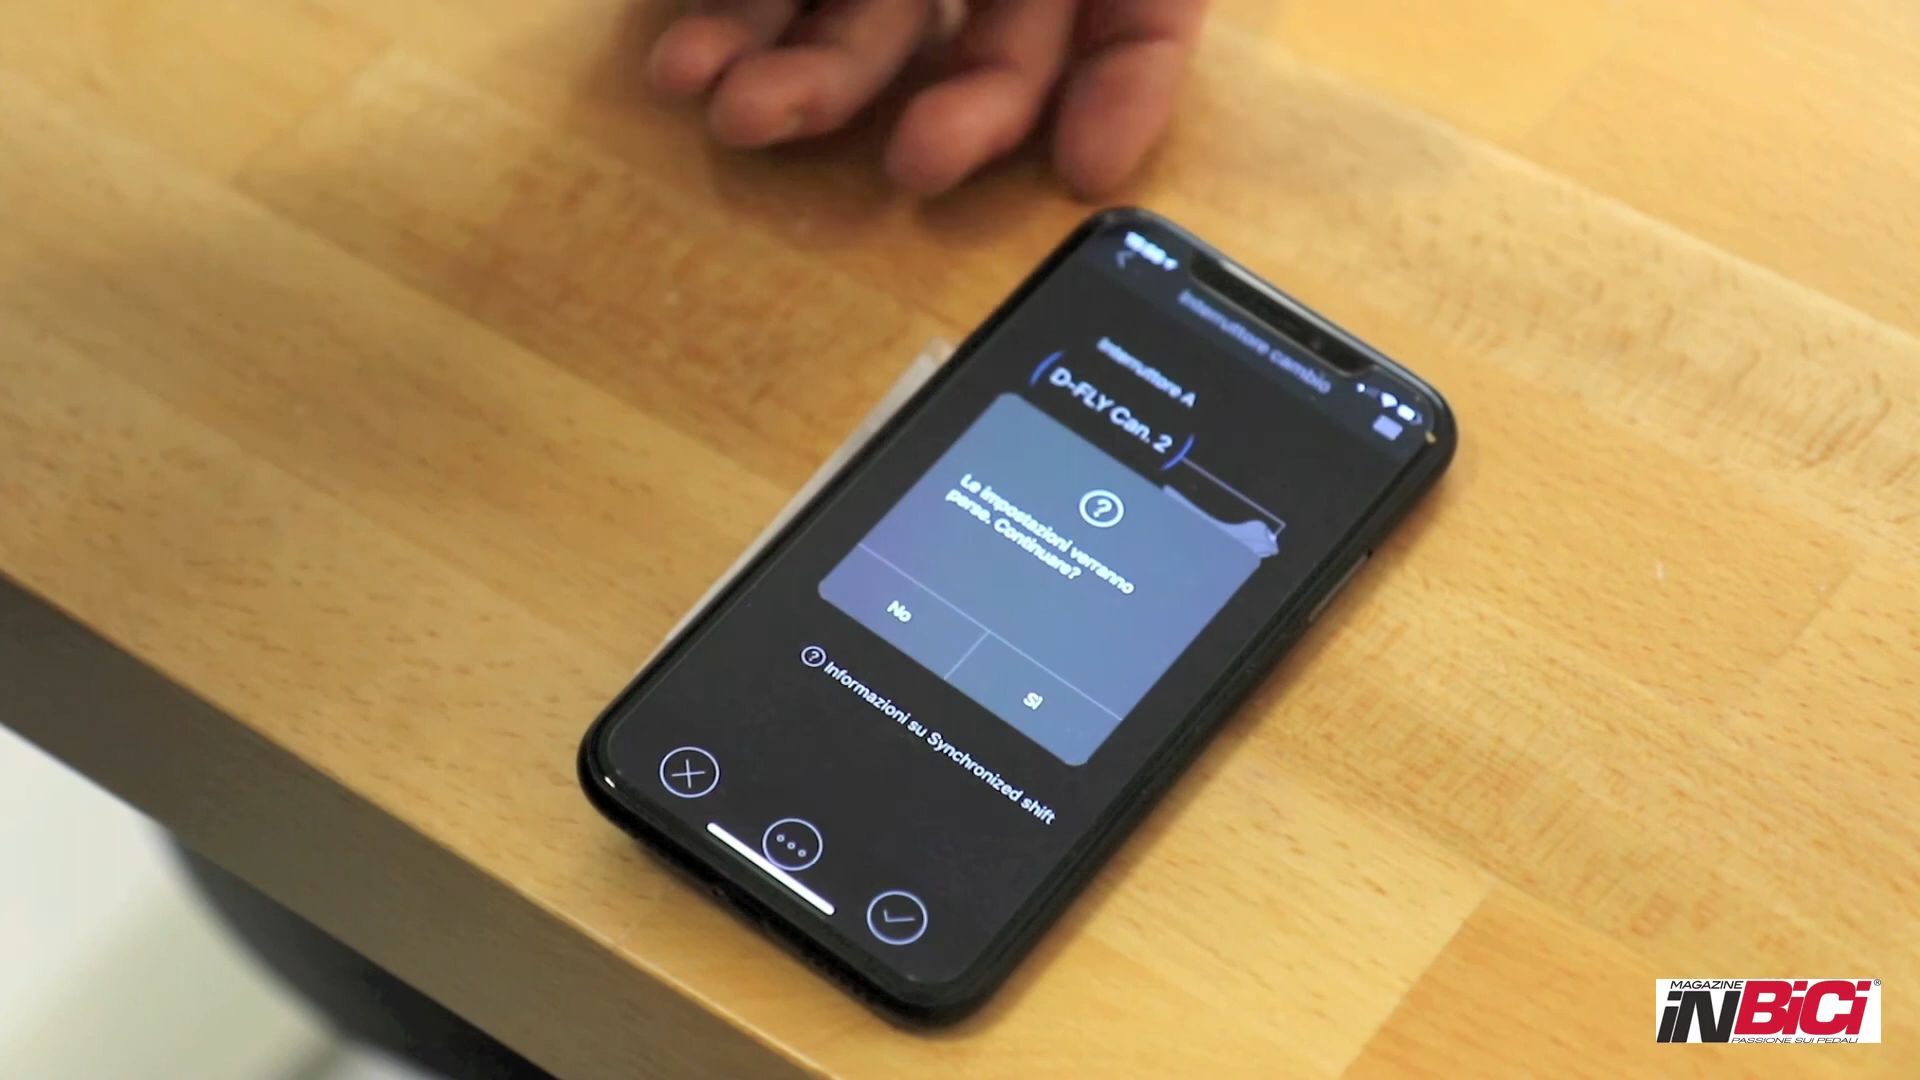 Interruttore cambio
Interruttore A
D-FLY Can. 2
?
Le impostazioni verranno
perse. Continuare?
No
Sì
? Informazioni su Synchronized shift
MAGAZINE
iNBiCi®
PASSIONE SUI PEDALI